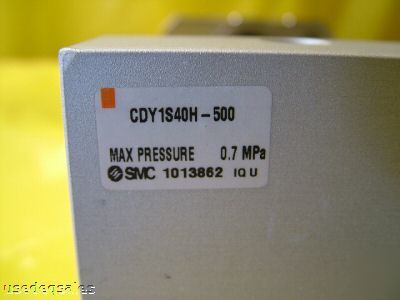 CDY1S40H-500
MAX PRESSURE 0.7 MPa
SMC 1013862 IQU
usedeqsales